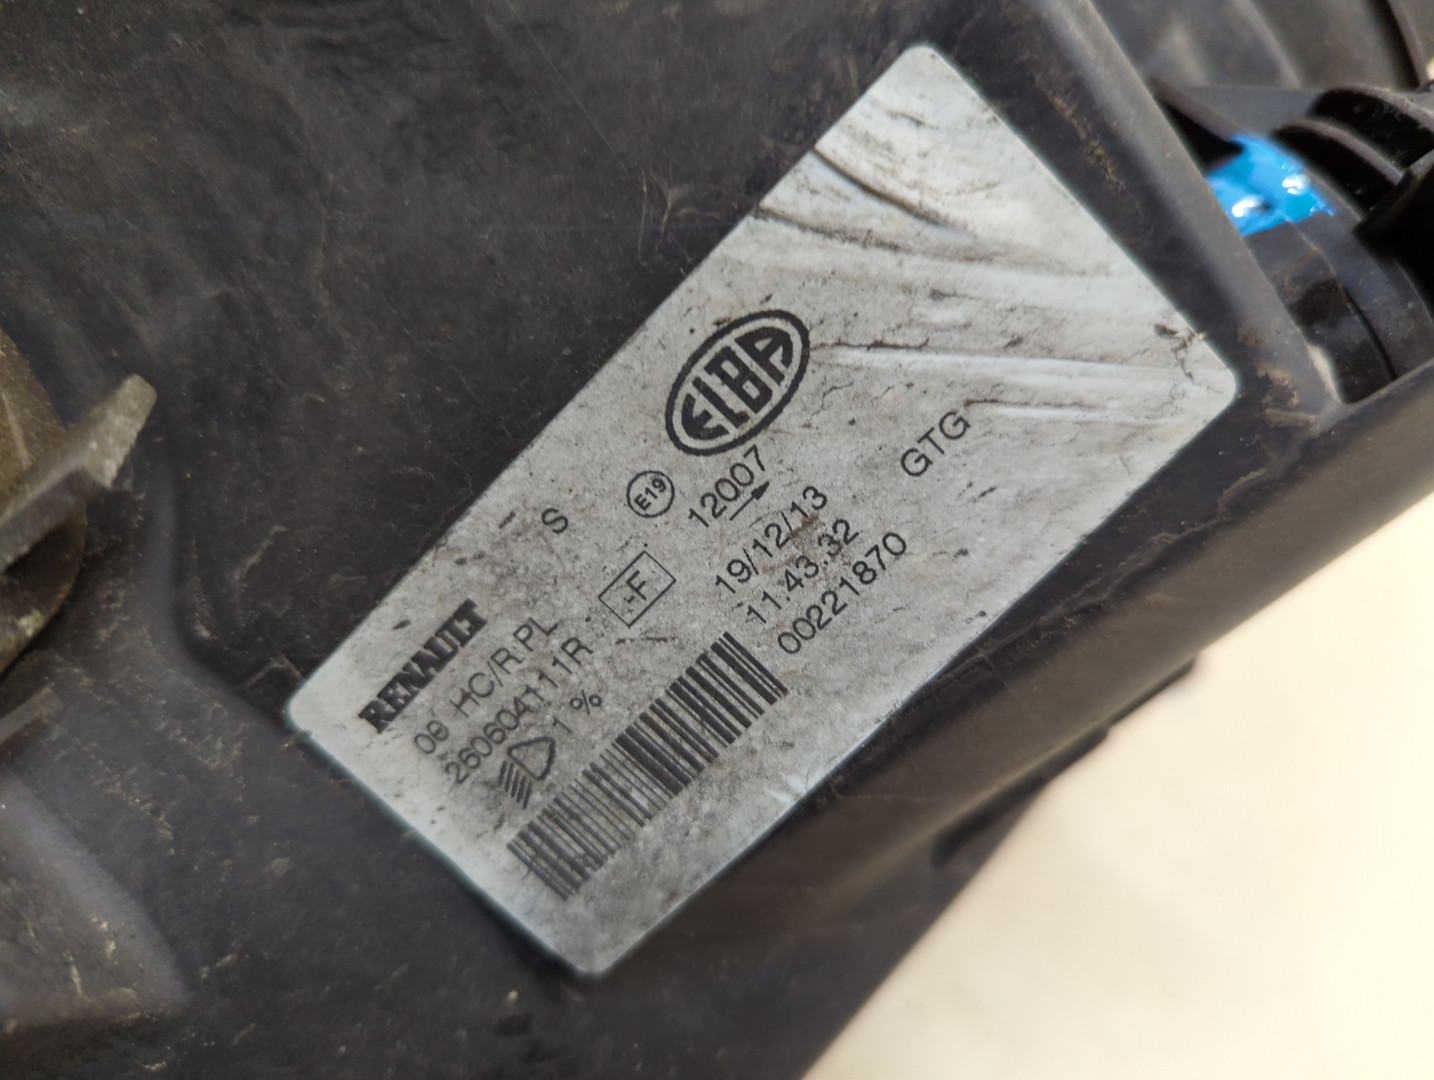 ELBA
S
E19
12007
-F
19/12/13
11.43.32
00221870
GTG
RENAULT
08 HC/R PL
260604111R
1 %